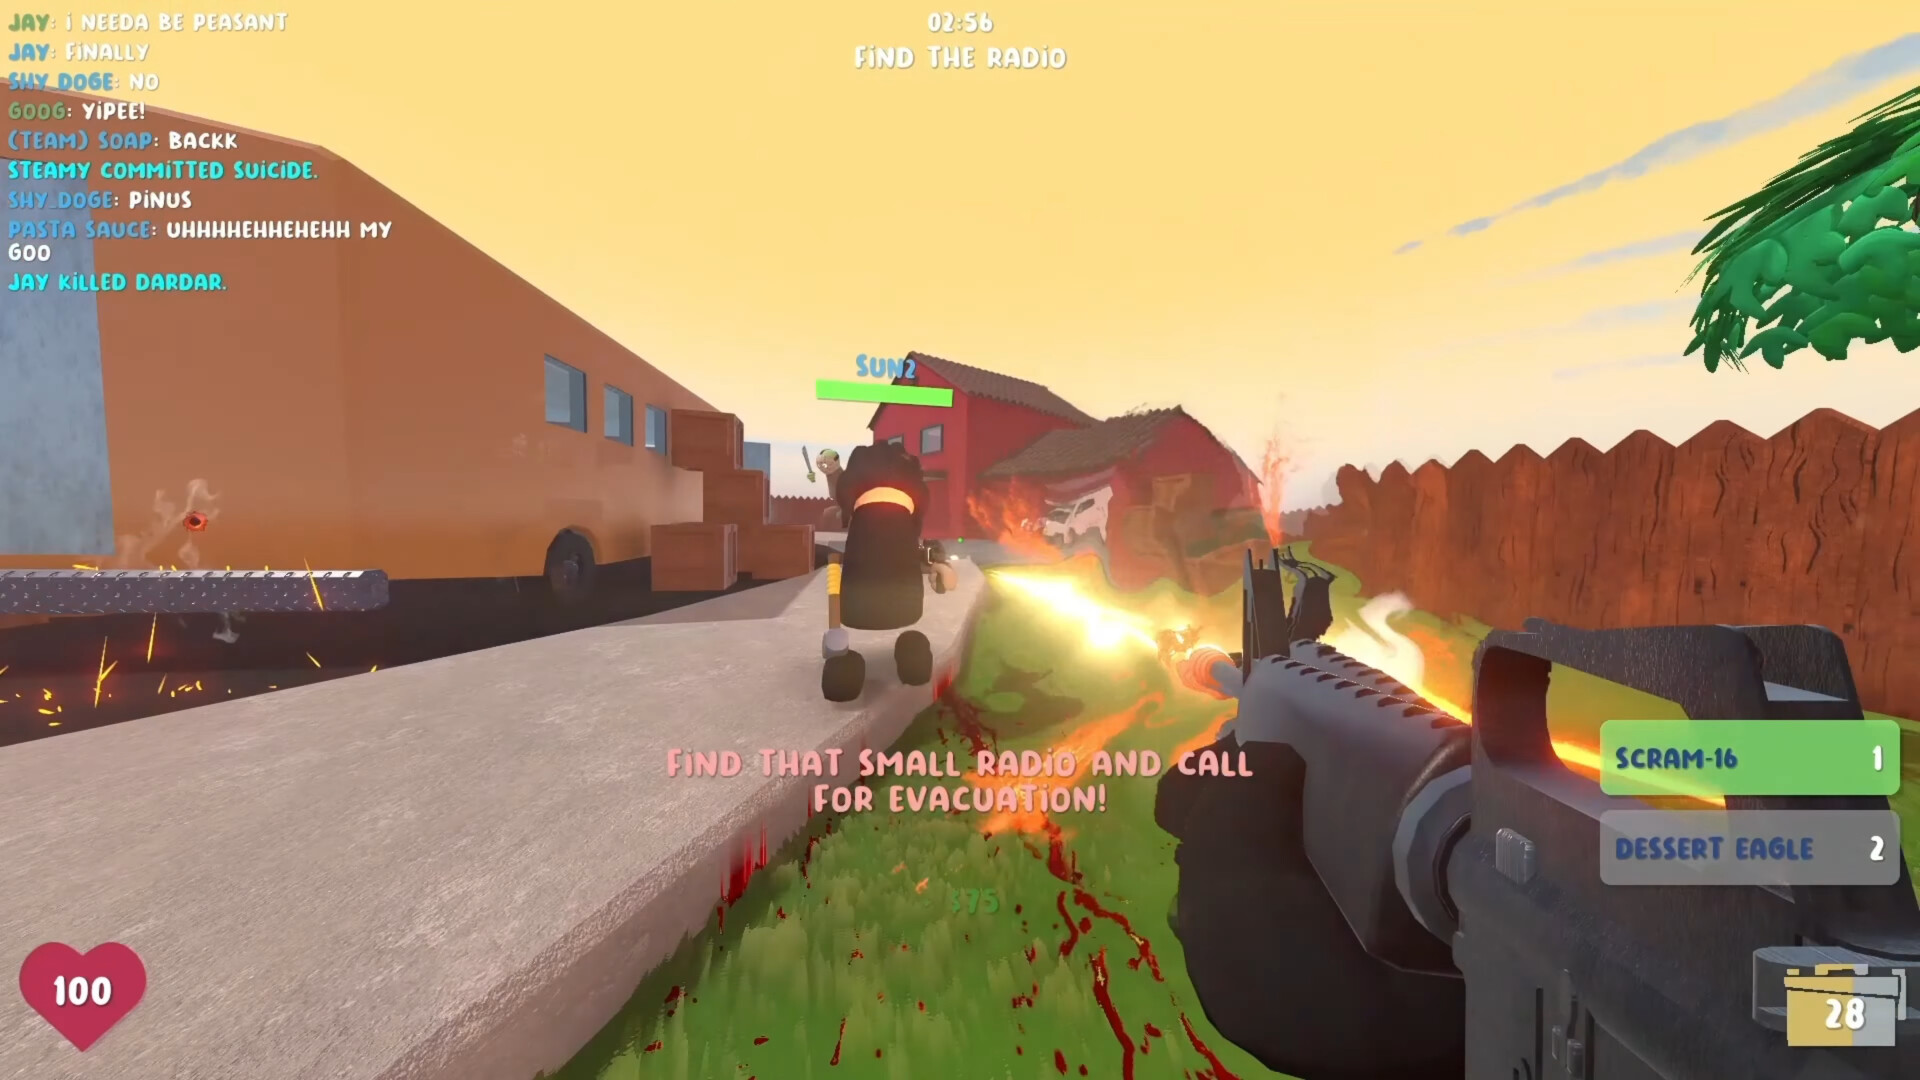 JAY: i NEEDA BE PEASANT
JAY: FiNALLY
SHY_DOGE: NO
GOOG: YiPEE!
(TEAM) SOAP: BACKK
STEAMY COMMiTTED SUiCiDE.
SHY_DOGE: PiNUS
PASTA SAUCE: UHHHHEHHEHEHH MY
GOO
JAY KiLLED DARDAR.
02:56
FiND THE RADiO
SUN2
FiND THAT SMALL RADiO AND CALL
FOR EVACUATiON!
$75
SCRAM-16 1
DESSERT EAGLE 2
100
28